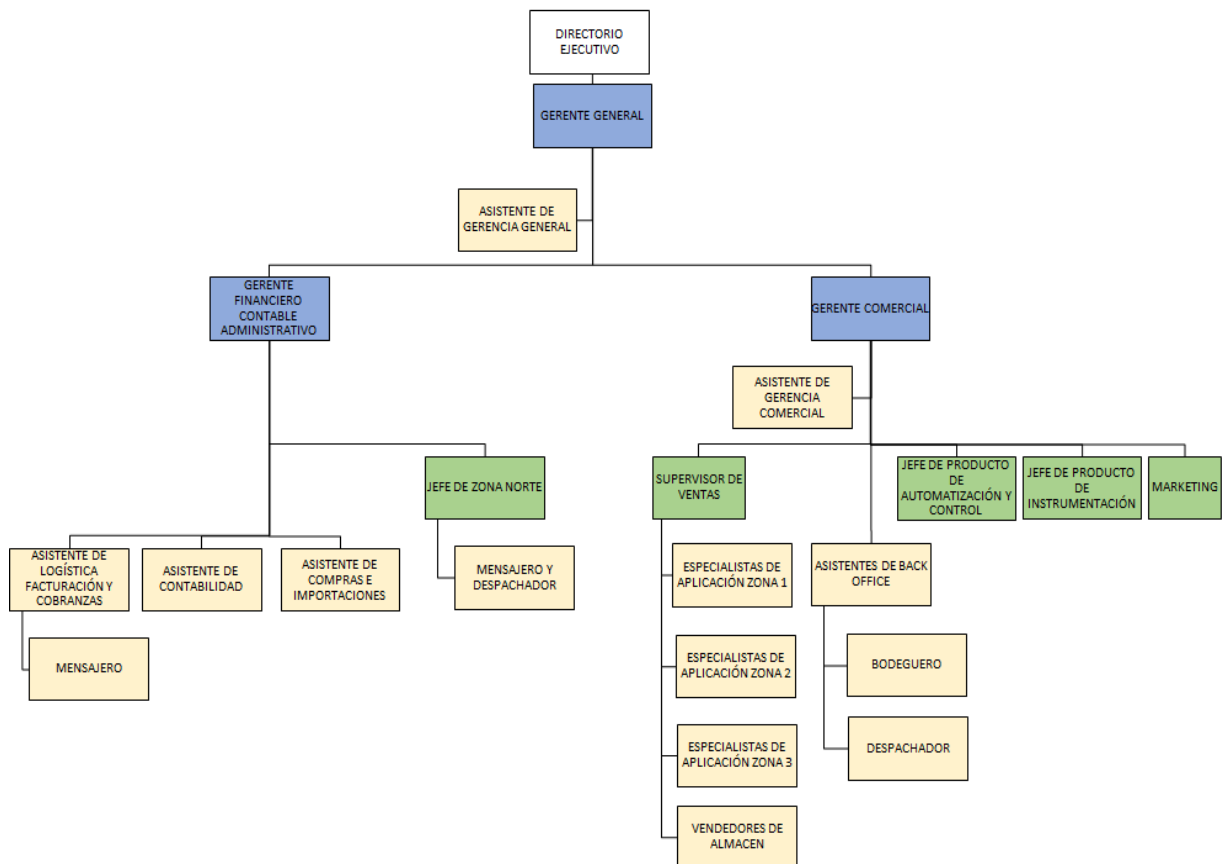 DIRECTORIO
EJECUTIVO
GERENTE GENERAL
ASISTENTE DE
GERENCIA GENERAL
GERENTE
FINANCIERO
CONTABLE
ADMINISTRATIVO
GERENTE COMERCIAL
ASISTENTE DE
GERENCIA
COMERCIAL
JEFE DE ZONA NORTE
SUPERVISOR DE
VENTAS
JEFE DE PRODUCTO
DE
AUTOMATIZACIÓN Y
CONTROL
JEFE DE PRODUCTO
DE
INSTRUMENTACIÓN
MARKETING
ASISTENTE DE
LOGÍSTICA
FACTURACIÓN Y
COBRANZAS
ASISTENTE DE
CONTABILIDAD
ASISTENTE DE
COMPRAS E
IMPORTACIONES
MENSAJERO Y
DESPACHADOR
ESPECIALISTAS DE
APLICACIÓN ZONA 1
ASISTENTES DE BACK
OFFICE
MENSAJERO
ESPECIALISTAS DE
APLICACIÓN ZONA 2
BODEGUERO
ESPECIALISTAS DE
APLICACIÓN ZONA 3
DESPACHADOR
VENDEDORES DE
ALMACEN